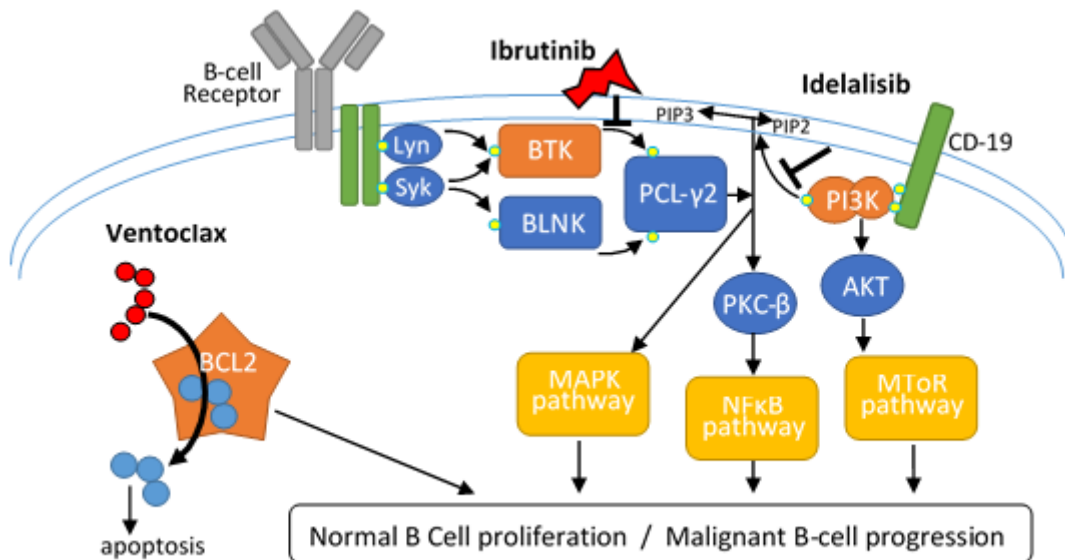 Ibrutinib
B-cell
Receptor
Idelalisib
PIP3
PIP2
CD-19
Lyn
BTK
Syk
PCL-γ2
PI3K
BLNK
Ventoclax
PKC-β
AKT
BCL2
MAPK
pathway
NFκB
pathway
MToR
pathway
apoptosis
Normal B Cell proliferation / Malignant B-cell progression